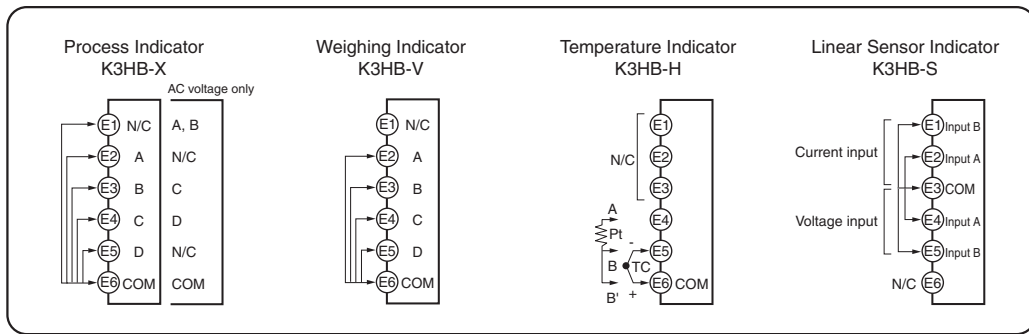 Process Indicator
K3HB-X
AC voltage only
E1 N/C A, B
E2 A N/C
E3 B C
E4 C D
E5 D N/C
E6 COM COM
Weighing Indicator
K3HB-V
E1 N/C
E2 A
E3 B
E4 C
E5 D
E6 COM
Temperature Indicator
K3HB-H
E1
E2
N/C
E3
A
E4
Pt
-
E5
B TC
E6 COM
B' +
Linear Sensor Indicator
K3HB-S
E1 Input B
Current input
E2 Input A
E3 COM
Voltage input
E4 Input A
E5 Input B
N/C E6